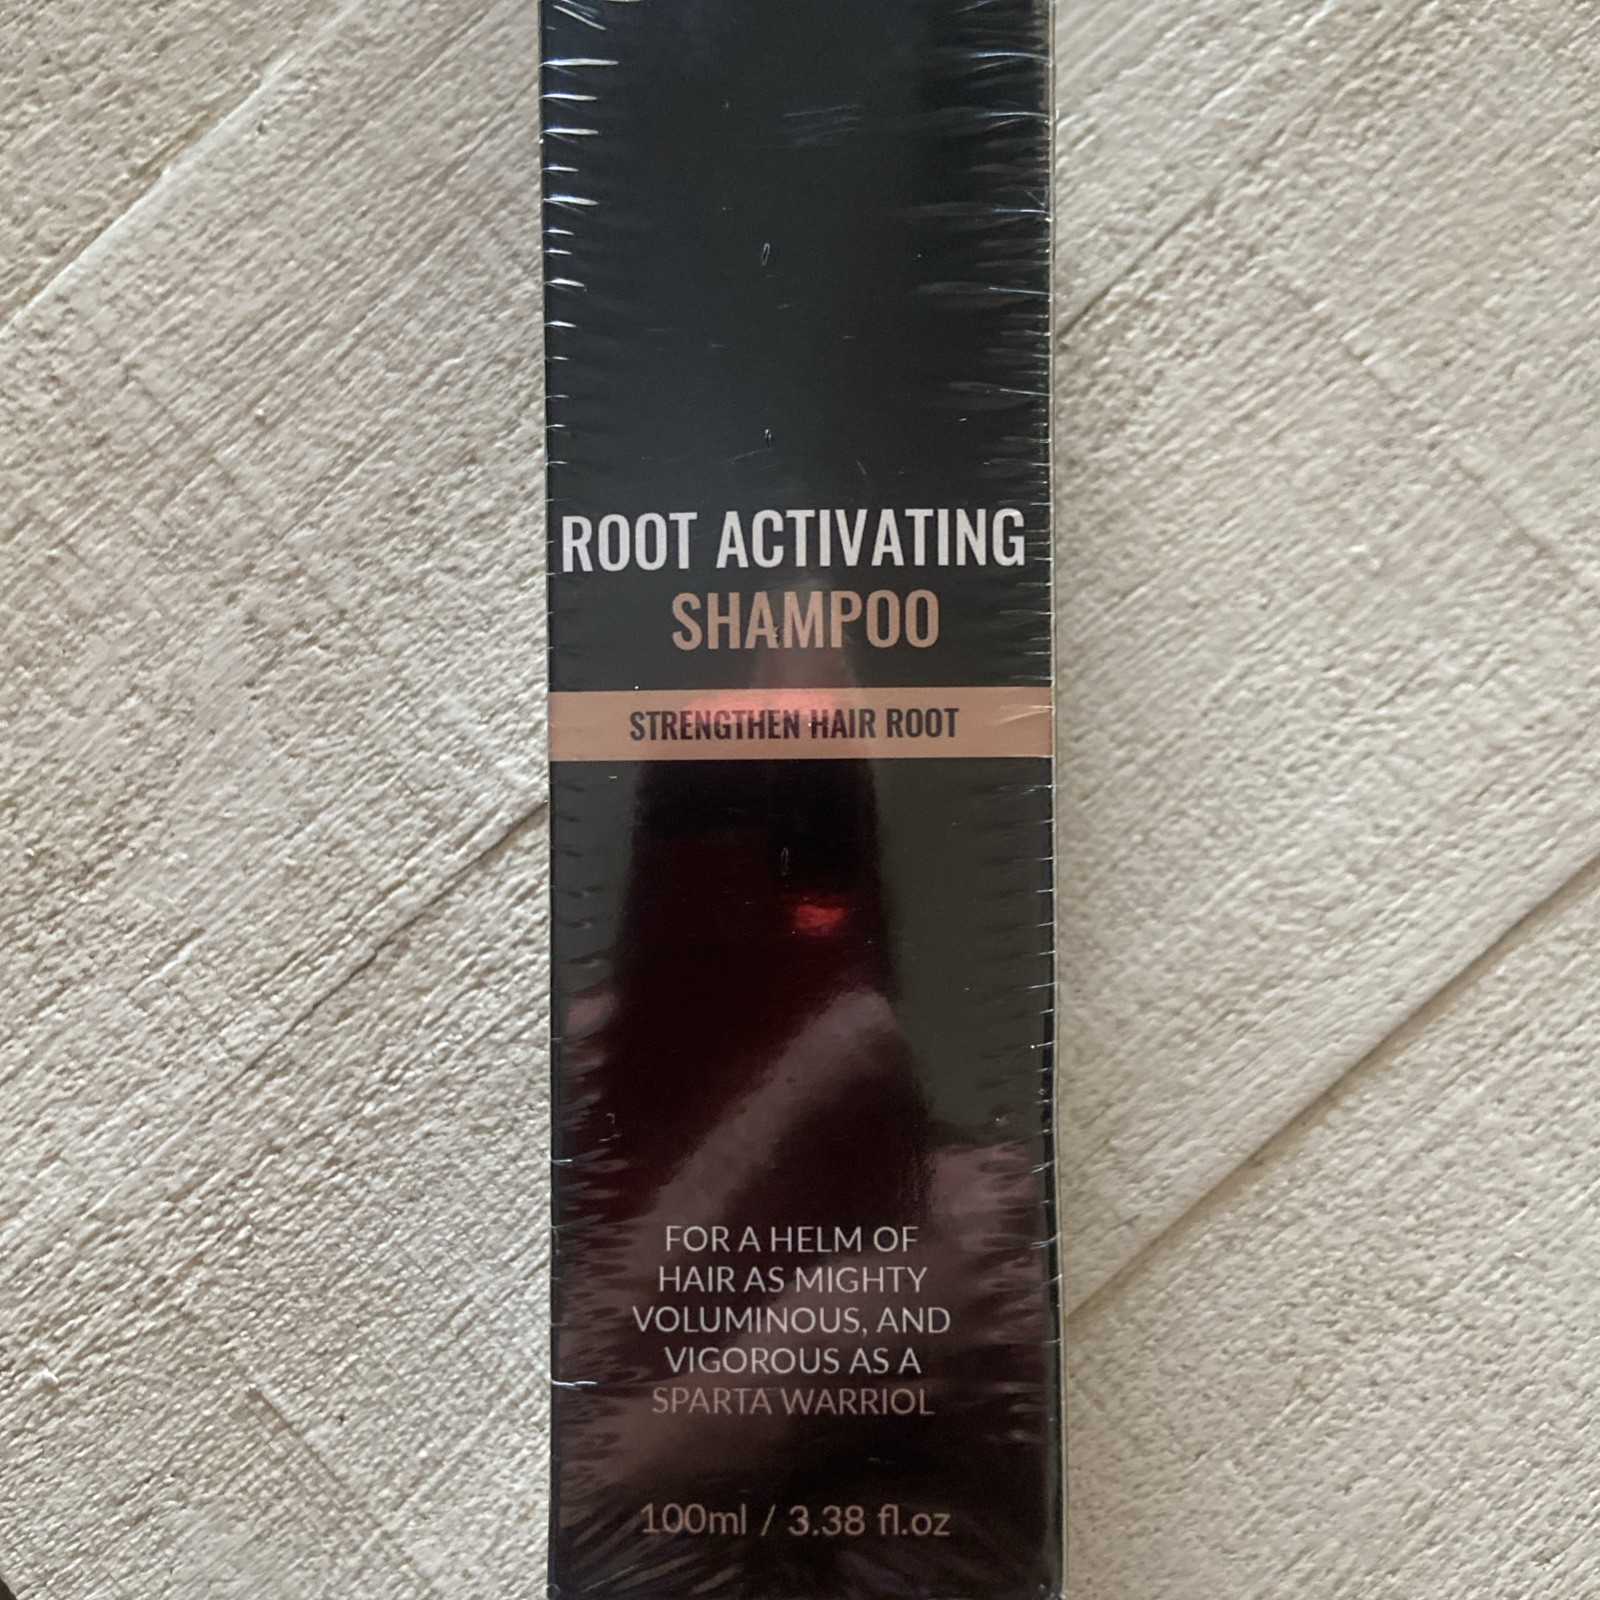 ROOT ACTIVATING
SHAMPOO
STRENGTHEN HAIR ROOT
FOR A HELM OF
HAIR AS MIGHTY
VOLUMINOUS, AND
VIGOROUS AS A
SPARTA WARRIOL
100ml / 3.38 fl.oz